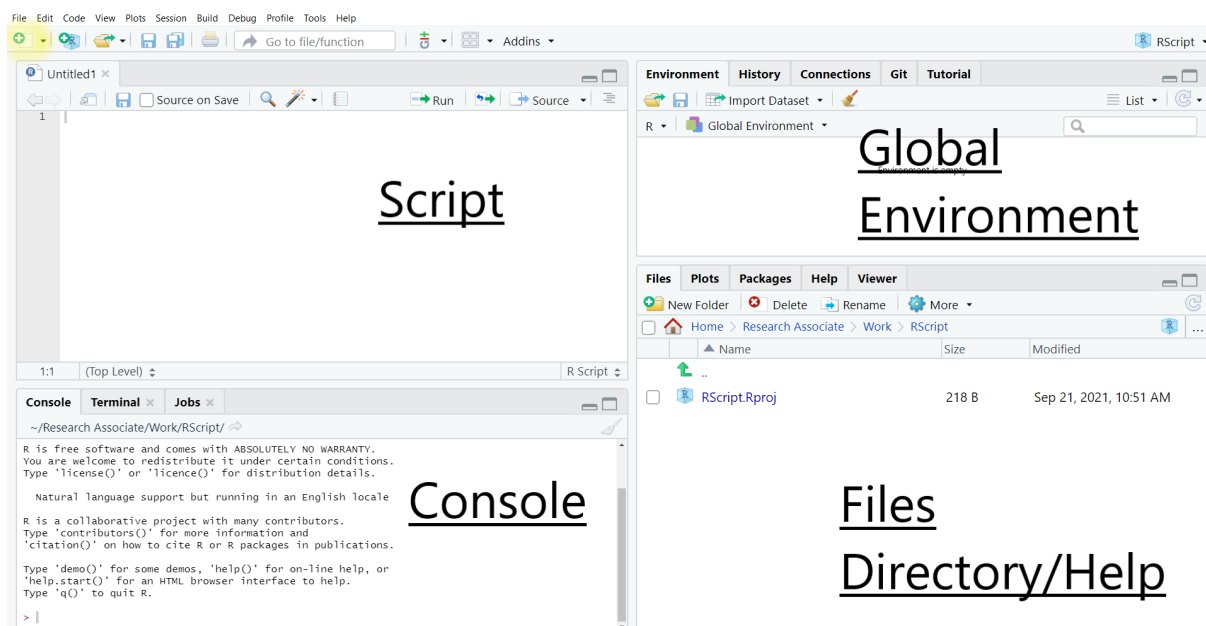 File Edit Code View Plots Session Build Debug Profile Tools Help
Go to file/function
Addins
RScript
Untitled1
Source on Save
Run
Source
1
Script
1:1 (Top Level)
R Script
Console Terminal Jobs
~/Research Associate/Work/RScript/
R is free software and comes with ABSOLUTELY NO WARRANTY.
You are welcome to redistribute it under certain conditions.
Type 'license()' or 'licence()' for distribution details.
Natural language support but running in an English locale
R is a collaborative project with many contributors.
Type 'contributors()' for more information and
'citation()' on how to cite R or R packages in publications.
Type 'demo()' for some demos, 'help()' for on-line help, or
'help.start()' for an HTML browser interface to help.
Type 'q()' to quit R.
>
Console
Environment History Connections Git Tutorial
Import Dataset
List
R Global Environment
Environment is empty
Global
Environment
Files Plots Packages Help Viewer
New Folder Delete Rename More
Home > Research Associate > Work > RScript
...
Name Size Modified
..
RScript.Rproj 218 B Sep 21, 2021, 10:51 AM
Files
Directory/Help